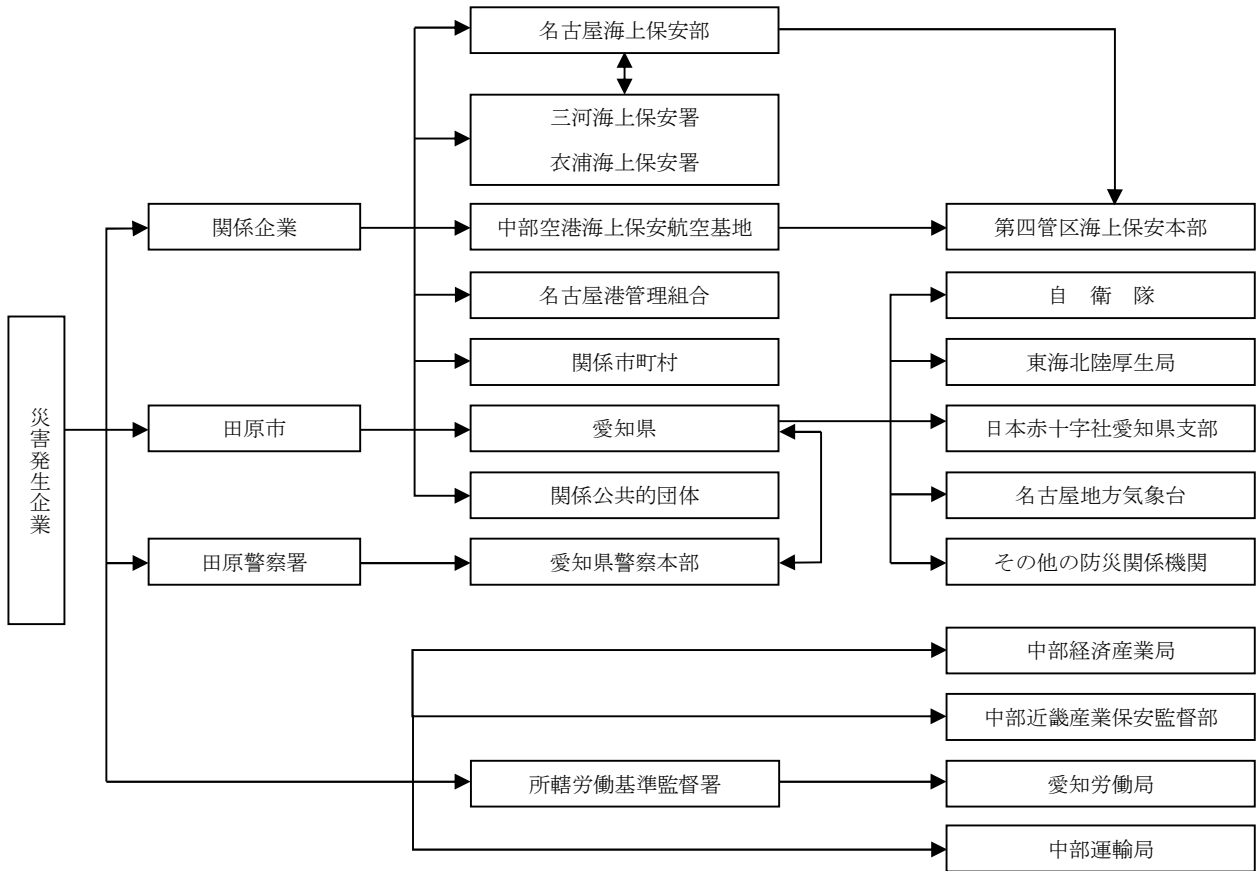 名古屋海上保安部
三河海上保安署
衣浦海上保安署
関係企業
中部空港海上保安航空基地
第四管区海上保安本部
名古屋港管理組合
自　衛　隊
関係市町村
東海北陸厚生局
災害発生企業
田原市
愛知県
日本赤十字社愛知県支部
関係公共的団体
名古屋地方気象台
田原警察署
愛知県警察本部
その他の防災関係機関
中部経済産業局
中部近畿産業保安監督部
所轄労働基準監督署
愛知労働局
中部運輸局